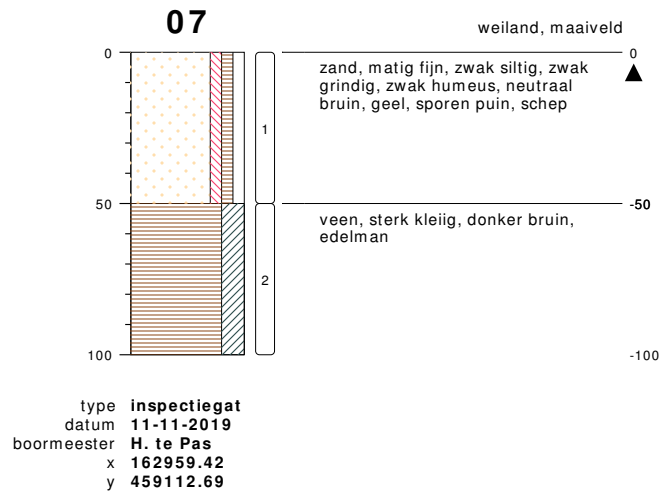 07
weiland, maaiveld
0
0
zand, matig fijn, zwak siltig, zwak
grindig, zwak humeus, neutraal
bruin, geel, sporen puin, schep
1
50
-50
veen, sterk kleiig, donker bruin,
edelman
2
100
-100
type inspectiegat
datum 11-11-2019
boormeester H. te Pas
x 162959.42
y 459112.69